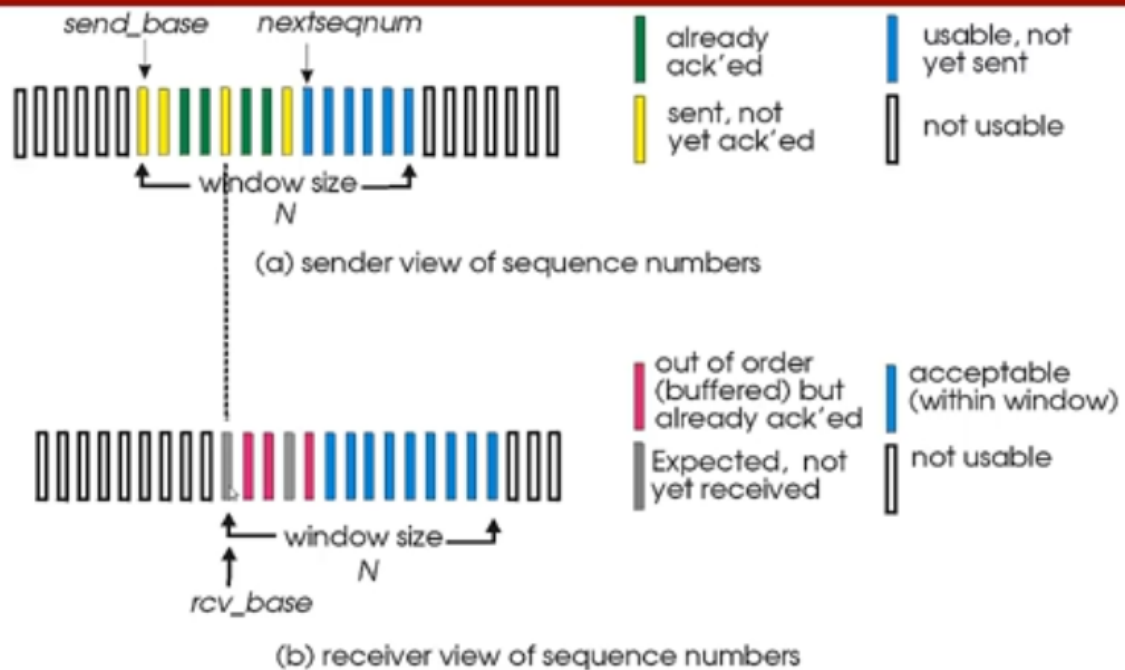 send_base nextseqnum
already
ack'ed
usable, not
yet sent
sent, not
yet ack'ed
not usable
window size
N
(a) sender view of sequence numbers
out of order
(buffered) but
already ack'ed
acceptable
(within window)
Expected, not
yet received
not usable
window size
N
rcv_base
(b) receiver view of sequence numbers